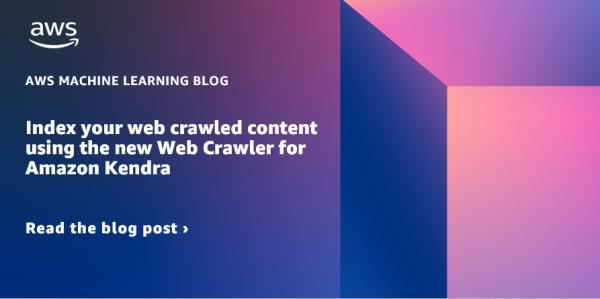 aws
AWS MACHINE LEARNING BLOG
Index your web crawled content
using the new Web Crawler for
Amazon Kendra
Read the blog post ›